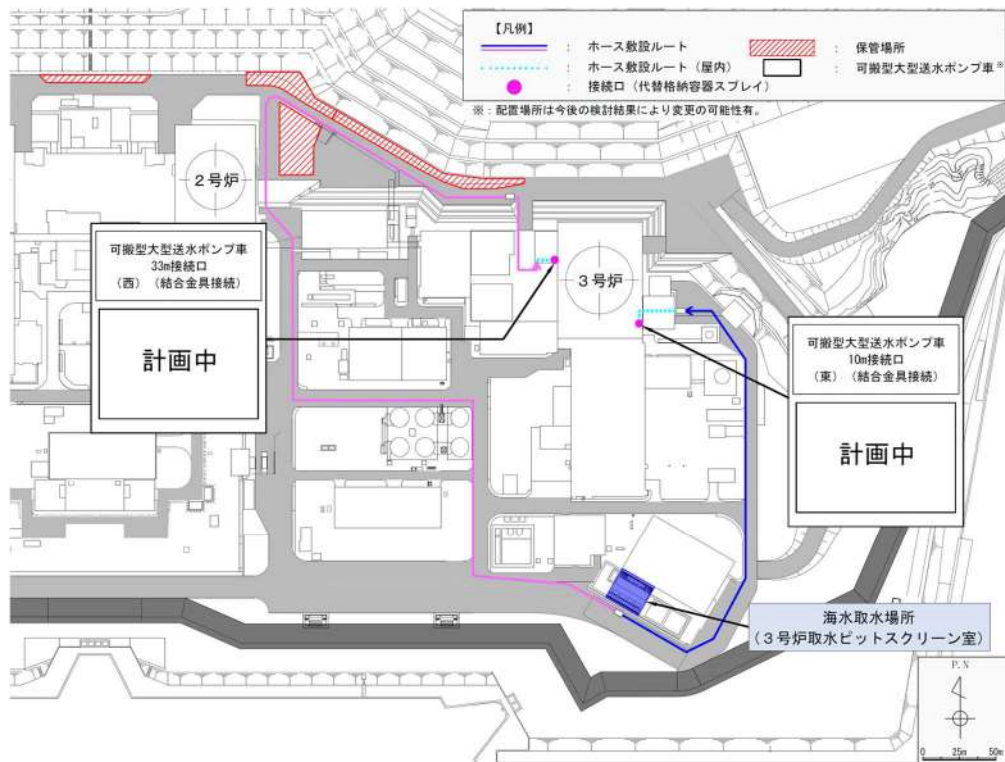 【凡例】
： ホース敷設ルート
： 保管場所
： ホース敷設ルート（屋内）
： 可搬型大型送水ポンプ車※
： 接続口（代替格納容器スプレイ）
※：配置場所は今後の検討結果により変更の可能性有。
２号炉
可搬型大型送水ポンプ車
33m接続口
（西）（結合金具接続）
計画中
３号炉
可搬型大型送水ポンプ車
10m接続口
（東）（結合金具接続）
計画中
海水取水場所
（３号炉取水ピットスクリーン室）
P.N
0 25m 50m